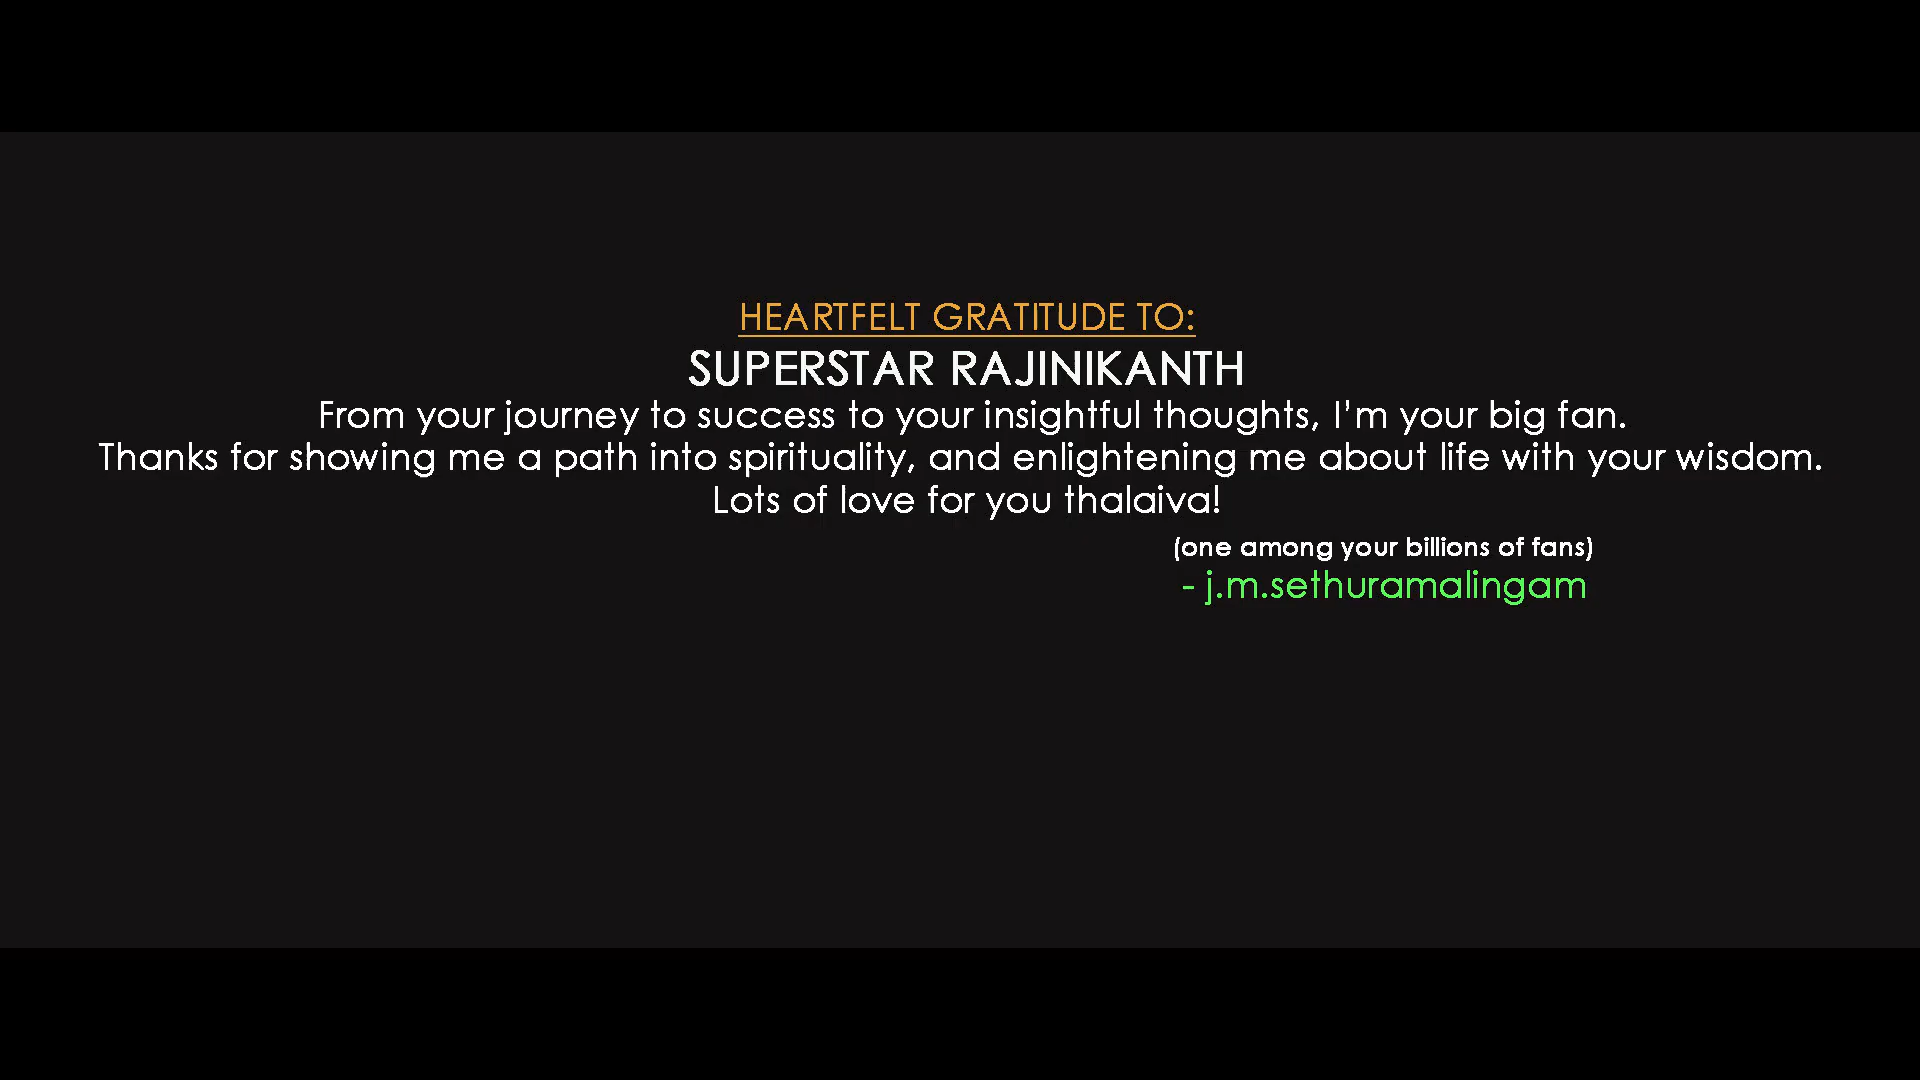 HEARTFELT GRATITUDE TO:
SUPERSTAR RAJINIKANTH
From your journey to success to your insightful thoughts, I'm your big fan.
Thanks for showing me a path into spirituality, and enlightening me about life with your wisdom.
Lots of love for you thalaiva!
(one among your billions of fans)
- j.m.sethuramalingam